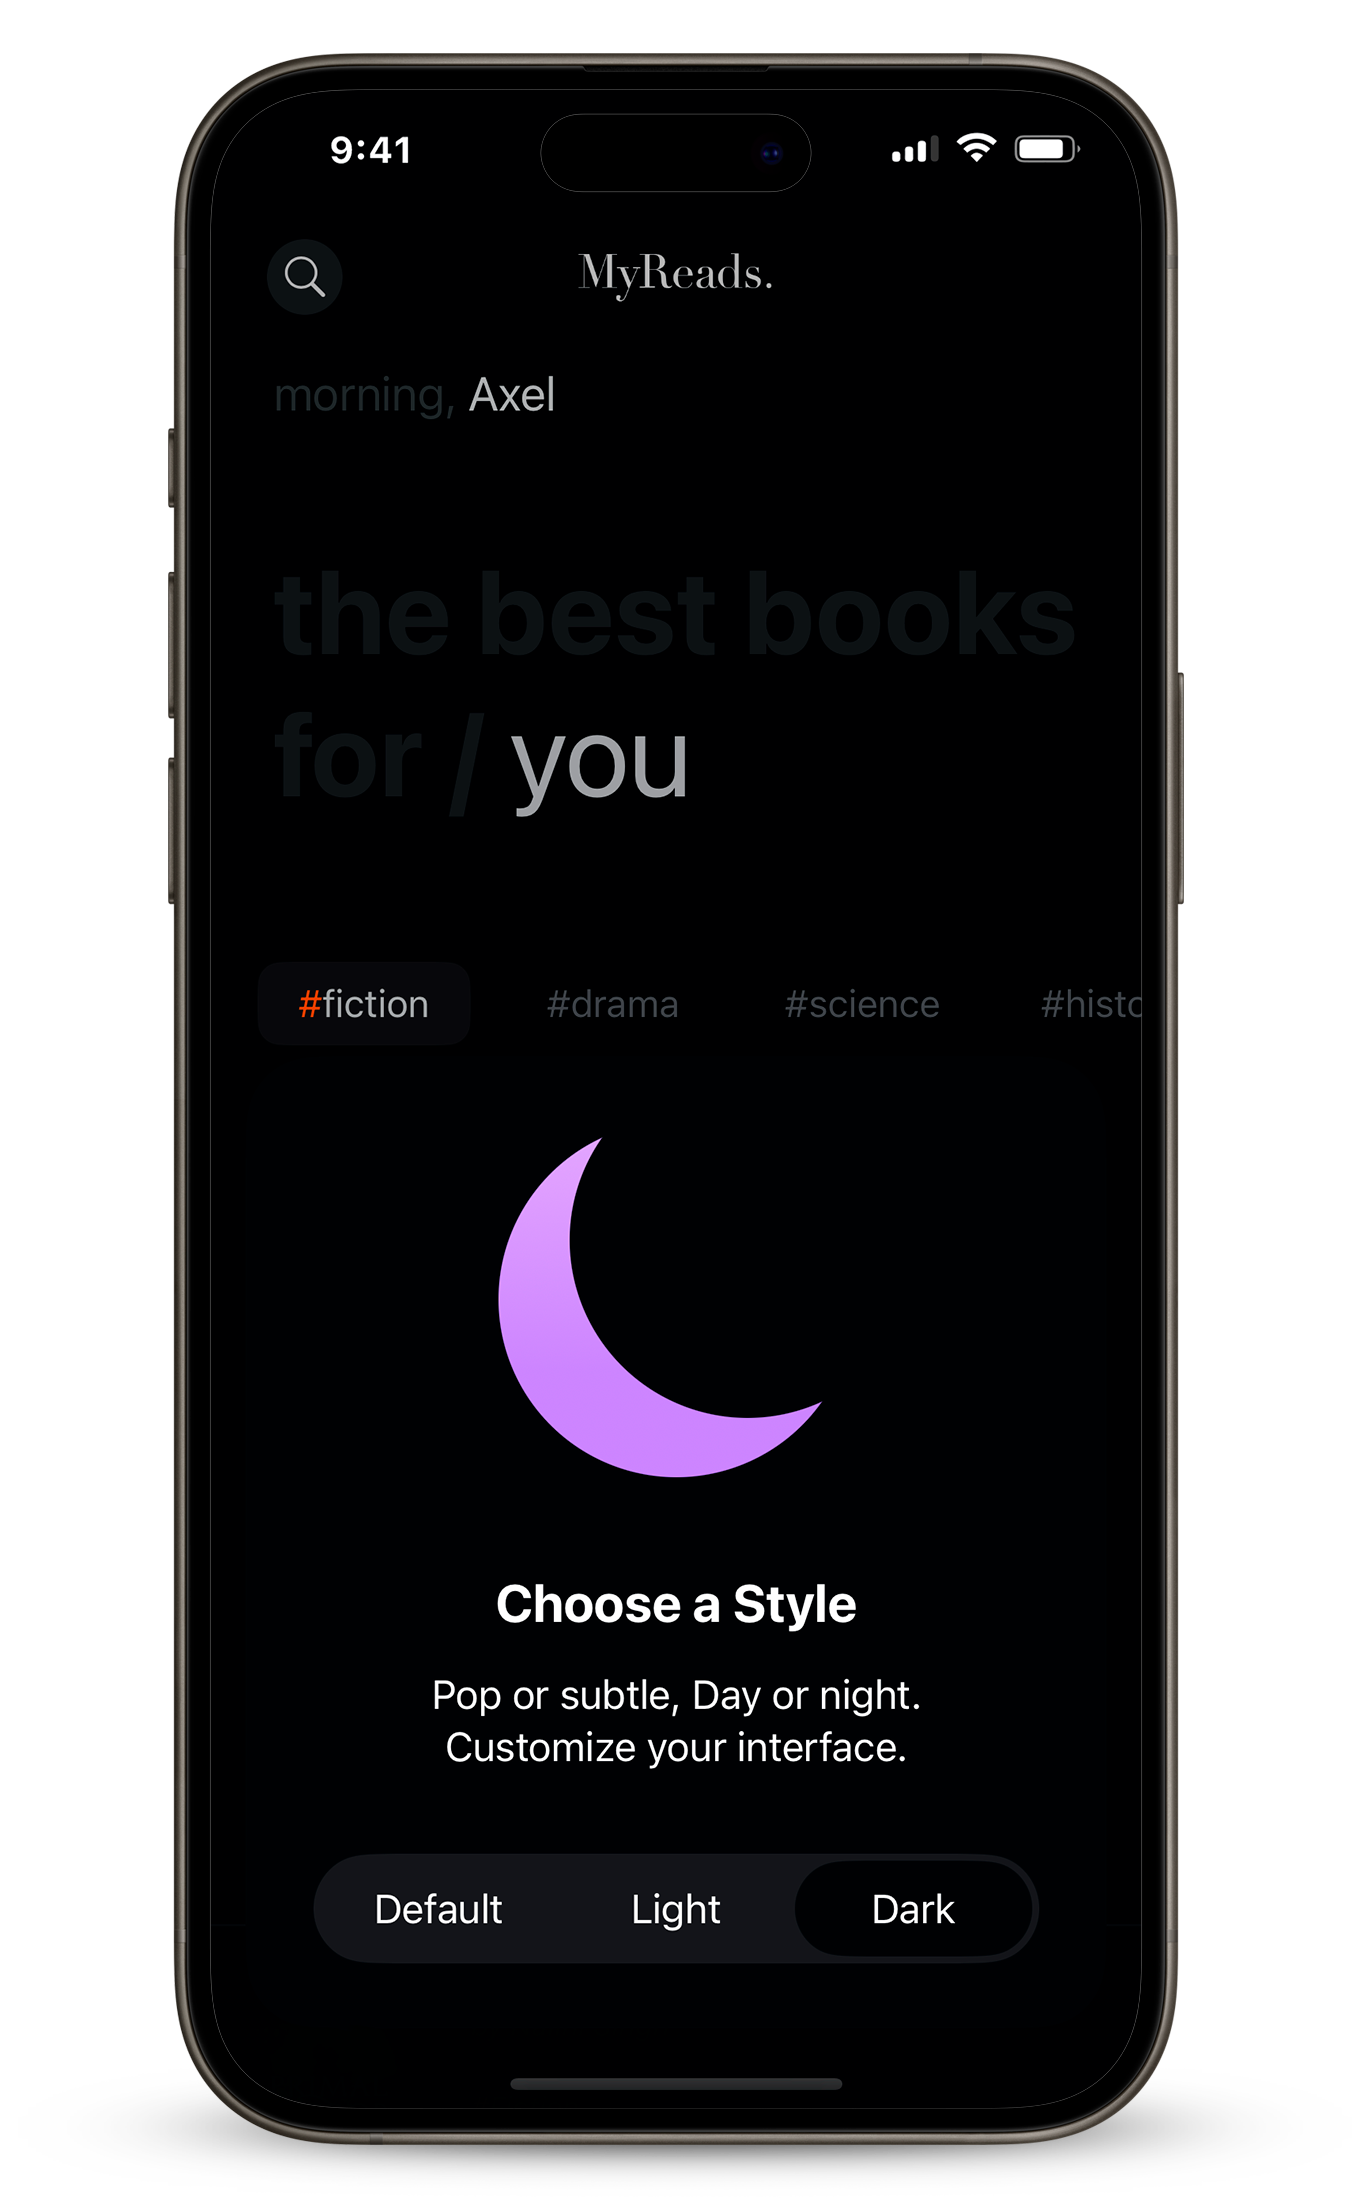 9:41
MyReads.
morning, Axel
the best books
for / you
#fiction #drama #science #histo
Choose a Style
Pop or subtle, Day or night.
Customize your interface.
Default Light Dark